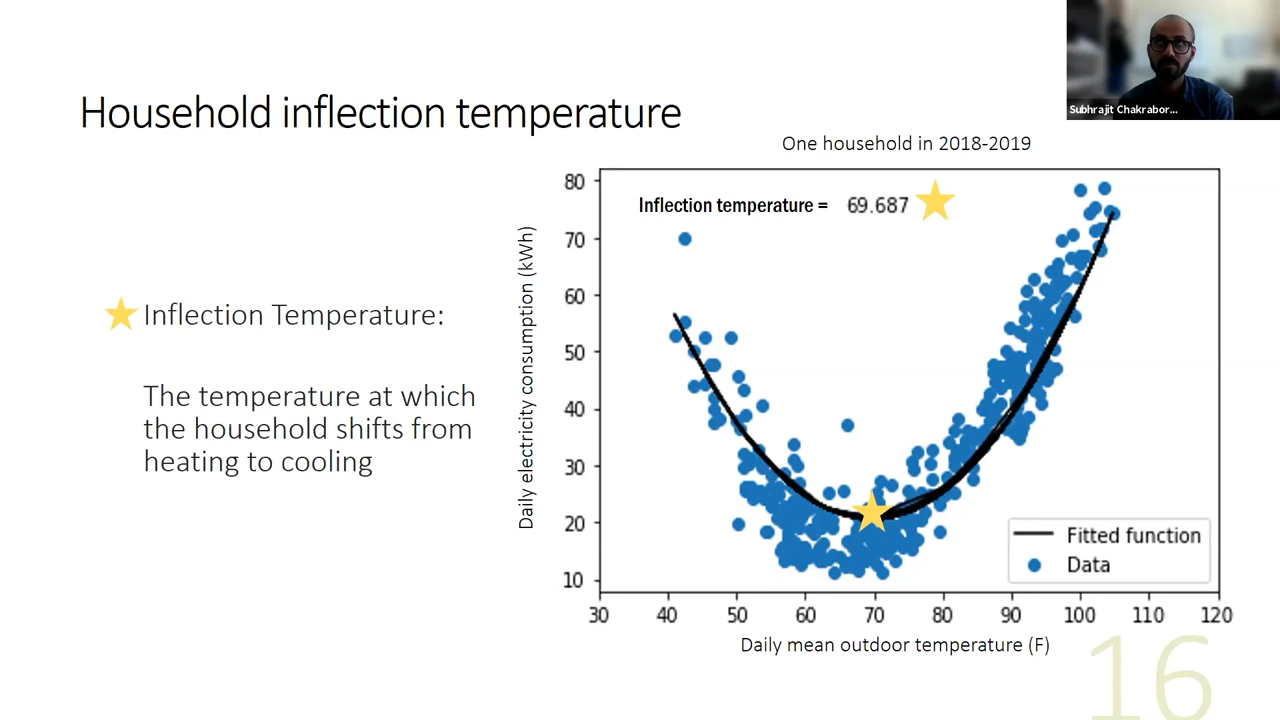 Subhrajit Chakrabor...
Household inflection temperature
One household in 2018-2019
Inflection temperature = 69.687
Inflection Temperature:
The temperature at which
the household shifts from
heating to cooling
Daily electricity consumption (kWh)
80
70
60
50
40
30
20
10
Fitted function
Data
30 40 50 60 70 80 90 100 110 120
Daily mean outdoor temperature (F)
16